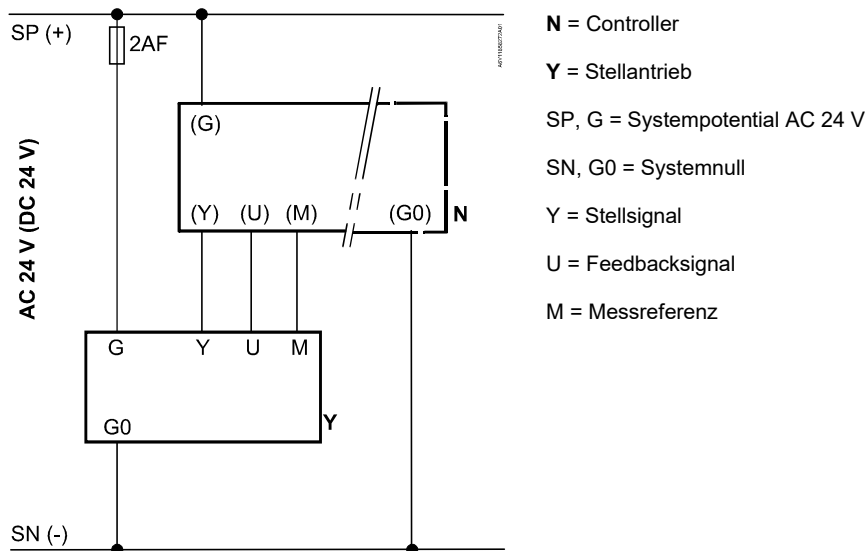 SP (+)
2AF
(G)
(Y) (U) (M) (G0) N
AC 24 V (DC 24 V)
G Y U M
G0
Y
SN (-)
N = Controller
Y = Stellantrieb
SP, G = Systempotential AC 24 V
SN, G0 = Systemnull
Y = Stellsignal
U = Feedbacksignal
M = Messreferenz